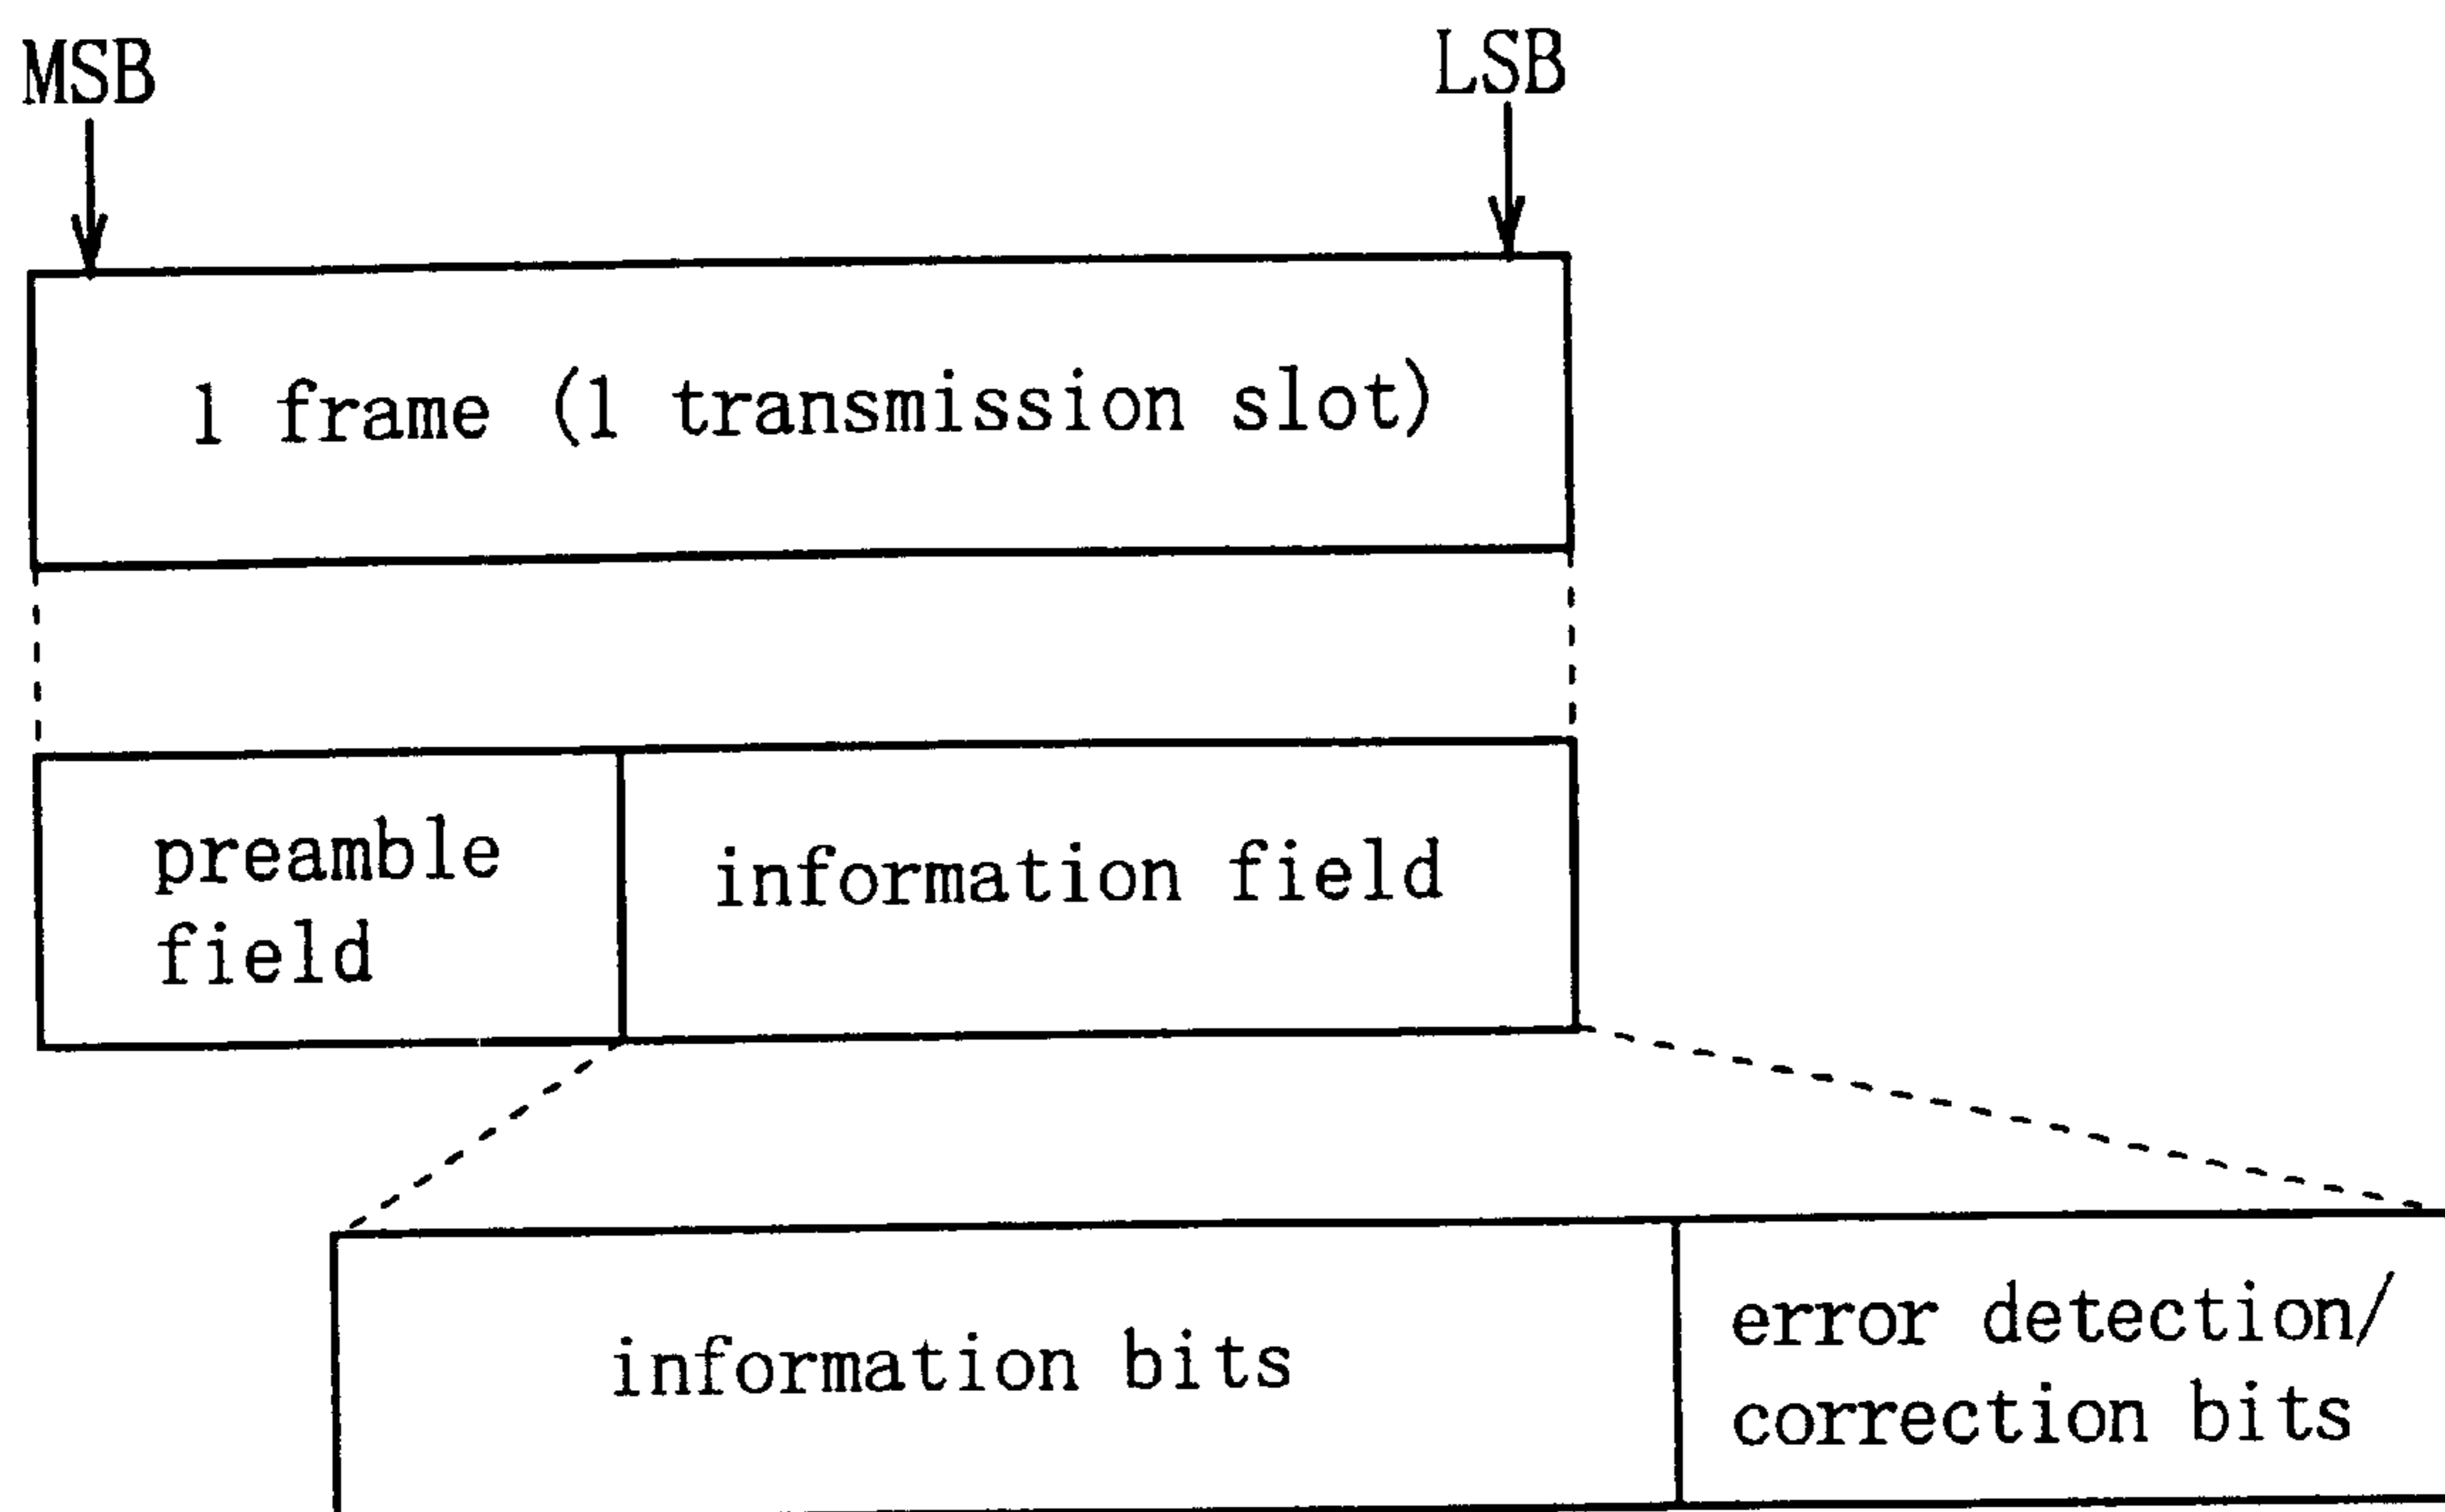 MSB
LSB
1 frame (1 transmission slot)
preamble
field
information field
information bits
error detection/
correction bits